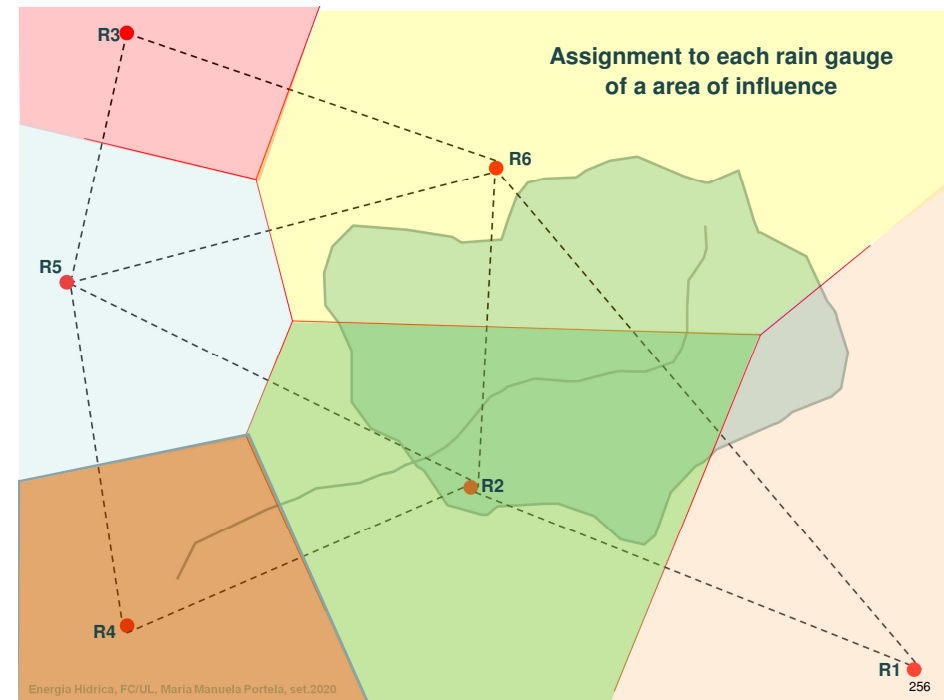 R3
Assignment to each rain gauge
of a area of influence
R6
R5
R2
R4
R1
Energia Hidrica, FC/UL, Maria Manuela Portela, set.2020
256